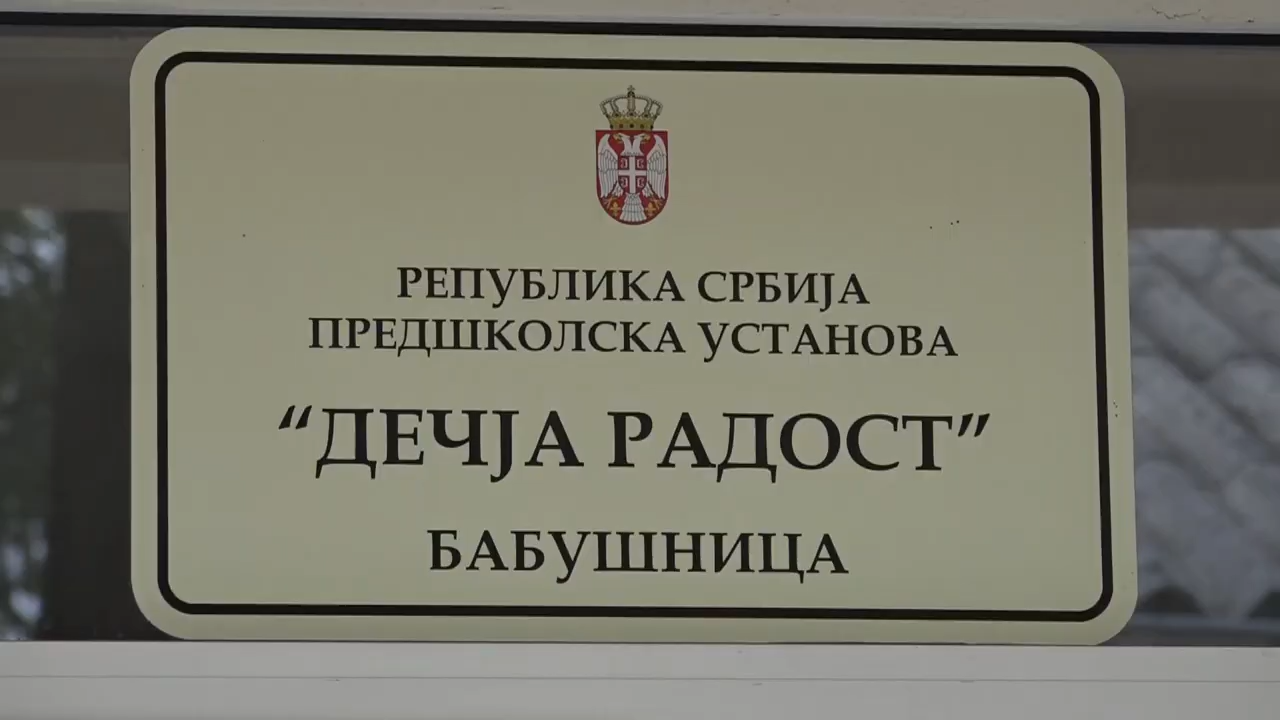 РЕПУБЛИКА СРБИЈА
ПРЕДШКОЛСКА УСТАНОВА
“ДЕЧЈА РАДОСТ”
БАБУШНИЦА